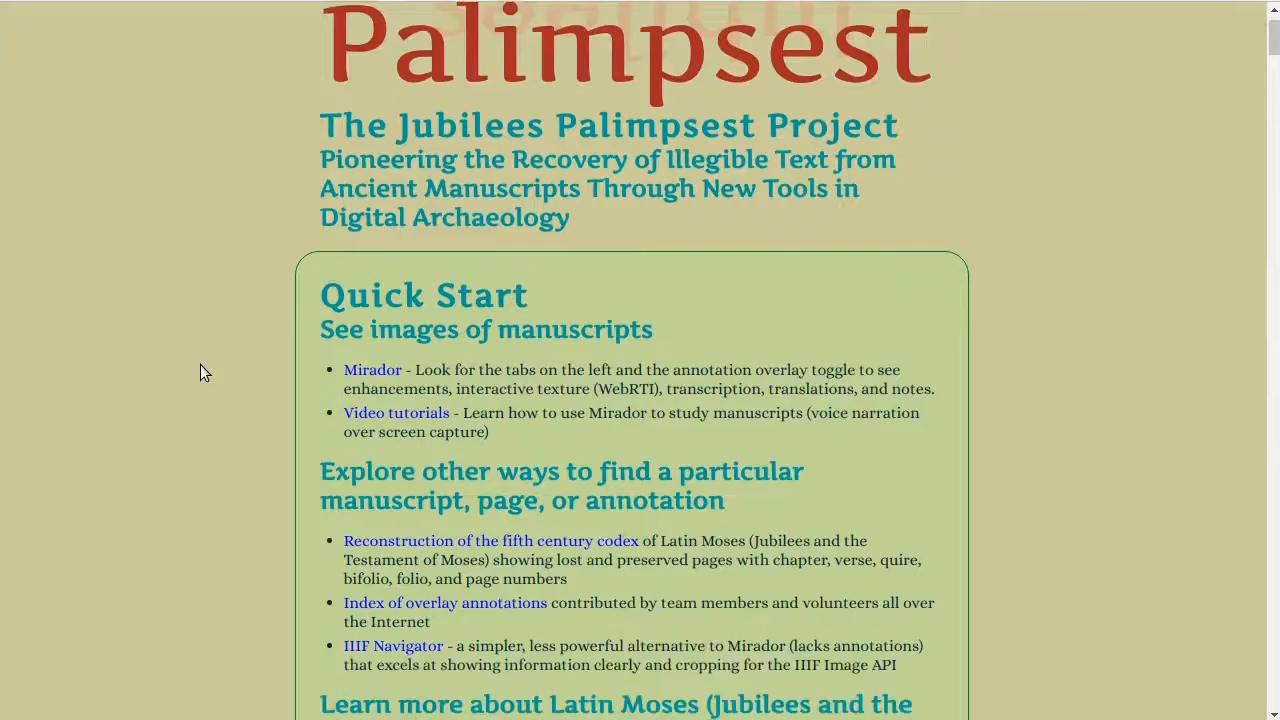 Palimpsest
The Jubilees Palimpsest Project
Pioneering the Recovery of Illegible Text from
Ancient Manuscripts Through New Tools in
Digital Archaeology
Quick Start
See images of manuscripts
• Mirador - Look for the tabs on the left and the annotation overlay toggle to see
enhancements, interactive texture (WebRTI), transcription, translations, and notes.
• Video tutorials - Learn how to use Mirador to study manuscripts (voice narration
over screen capture)
Explore other ways to find a particular
manuscript, page, or annotation
• Reconstruction of the fifth century codex of Latin Moses (Jubilees and the
Testament of Moses) showing lost and preserved pages with chapter, verse, quire,
bifolio, folio, and page numbers
• Index of overlay annotations contributed by team members and volunteers all over
the Internet
• IIIF Navigator - a simpler, less powerful alternative to Mirador (lacks annotations)
that excels at showing information clearly and cropping for the IIIF Image API
Learn more about Latin Moses (Jubilees and the